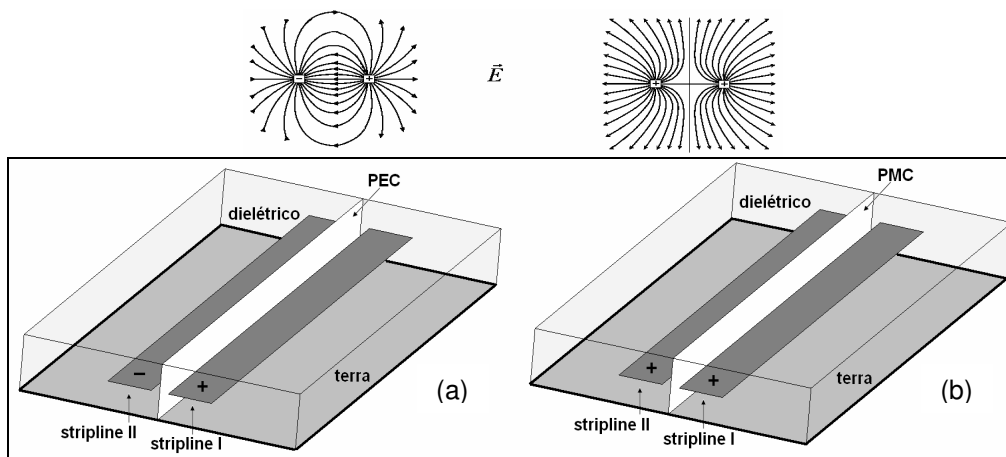 − +
E
+ +
PEC
dielétrico
− +
terra
stripline II
stripline I
(a)
PMC
dielétrico
+ +
terra
stripline II
stripline I
(b)